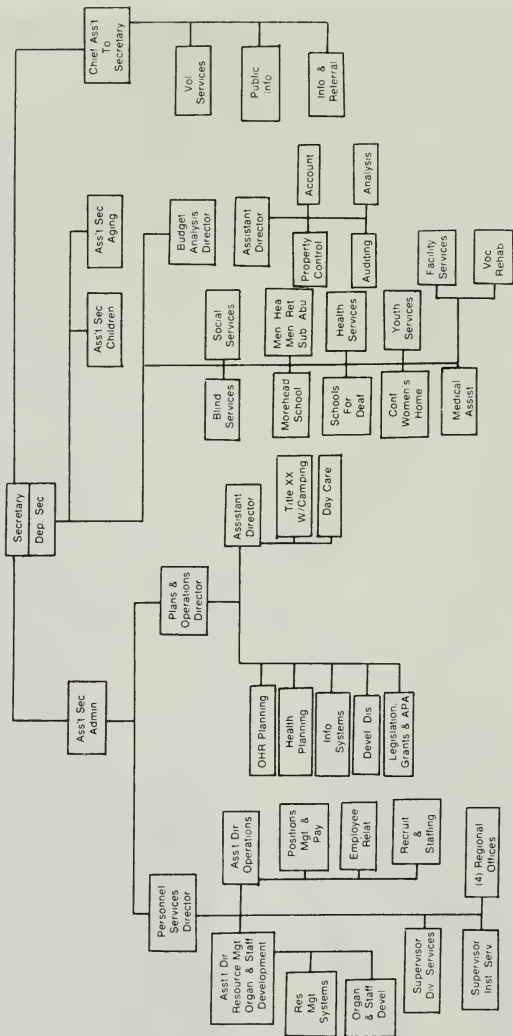 Secretary
Dep. Sec
Ass't Sec
Admin
Chief Ass't
To
Secretary
Ass't Sec
Children
Ass't Sec
Aging
Personnel
Services
Director
Plans &
Operations
Director
Budget
Analysis
Director
Vol
Services
Public
Info
Info &
Referral
Ass't Dir
Resource Mgt
Organ & Staff
Development
Ass't Dir
Operations
Res
Mgt
Systems
Organ
& Staff
Devel
Positions
Mgt &
Pay
Employee
Relat
Recruit &
Staffing
Supervisor
Div Services
Supervisor
Inst Serv
(4) Regional
Offices
Assistant
Director
OHR Planning
Health
Planning
Info
Systems
Devel Dis
Legislation,
Grants & APA
Title XX
W/Camping
Day Care
Blind
Services
Social
Services
Morehead
School
Men Hea
Men Ret
Sub Abu
Schools
For
Deaf
Health
Services
Conf
Women's
Home
Youth
Services
Medical
Assist
Facility
Services
Voc
Rehab
Assistant
Director
Property
Control
Account
Auditing
Analysis